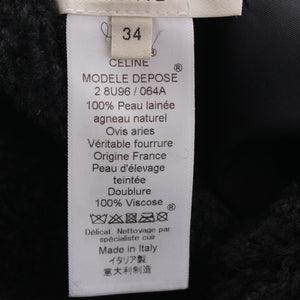 34
CELINE®
MODELE DEPOSE
2 8U96 / 064A
100% Peau lainée
agneau naturel
Ovis aries
Véritable fourrure
Origine France
Peau d'élevage
teintée
Doublure
100% Viscose
Délicat. Nettoyage par
spécialiste cuir
Made in Italy
イタリア製
意大利制造